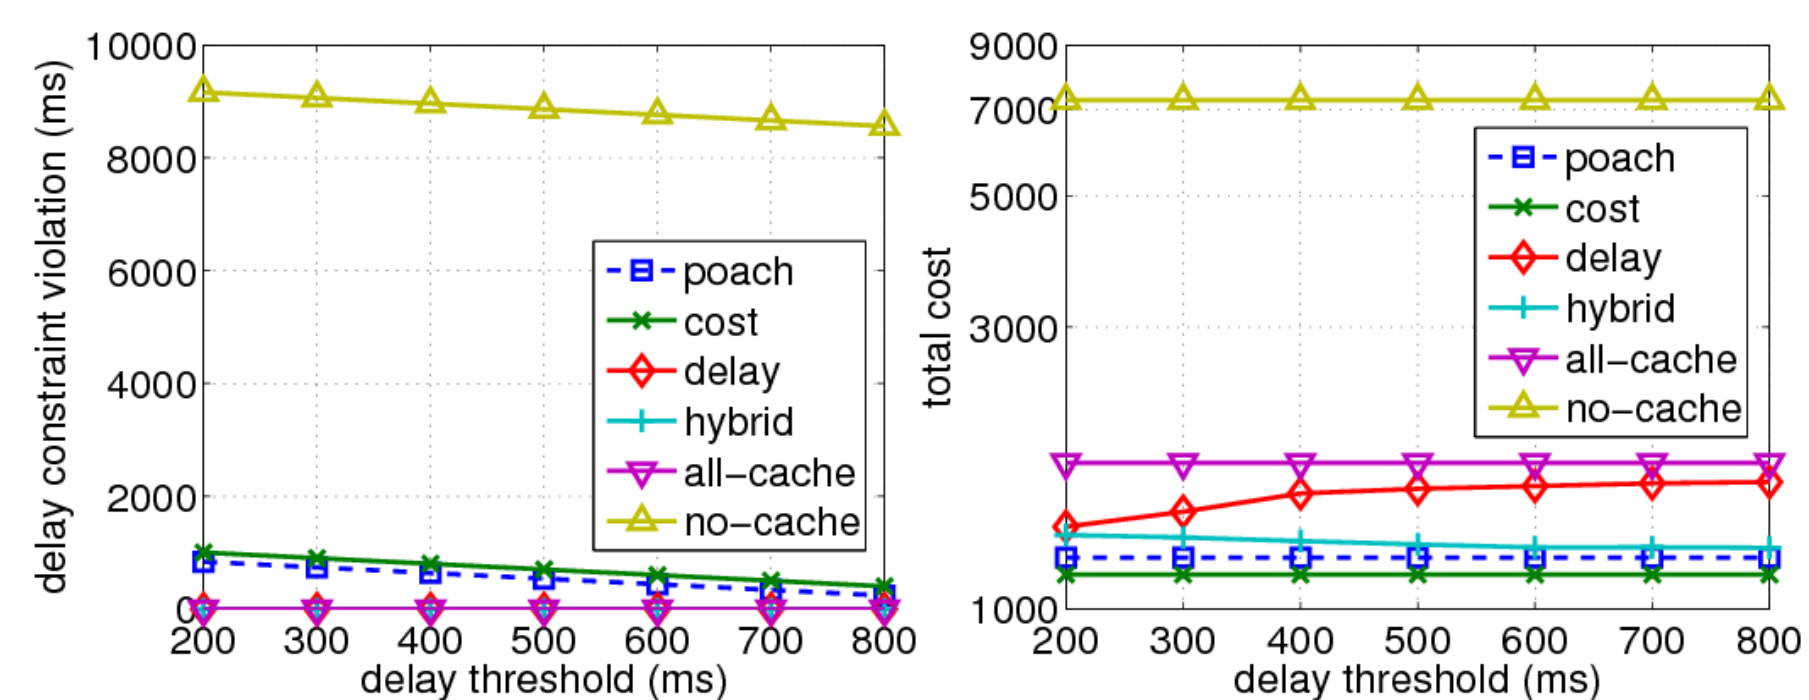 delay constraint violation (ms)
10000
8000
6000
4000
2000
0
poach
cost
delay
hybrid
all-cache
no-cache
200 300 400 500 600 700 800
delay threshold (ms)
total cost
9000
7000
5000
3000
1000
poach
cost
delay
hybrid
all-cache
no-cache
200 300 400 500 600 700 800
delay threshold (ms)